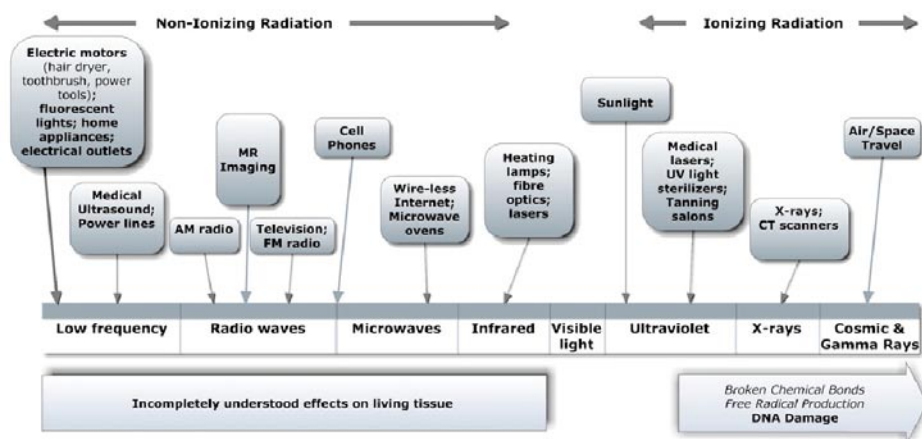 Non-Ionizing Radiation
Ionizing Radiation
Electric motors
(hair dryer,
toothbrush, power
tools);
fluorescent
lights; home
appliances;
electrical outlets
Medical
Ultrasound;
Power lines
AM radio
MR
Imaging
Television;
FM radio
Cell
Phones
Wire-less
Internet;
Microwave
ovens
Heating
lamps;
fibre
optics;
lasers
Sunlight
Medical
lasers;
UV light
sterilizers;
Tanning
salons
X-rays;
CT scanners
Air/Space
Travel
Low frequency
Radio waves
Microwaves
Infrared
Visible
light
Ultraviolet
X-rays
Cosmic &
Gamma Rays
Incompletely understood effects on living tissue
Broken Chemical Bonds
Free Radical Production
DNA Damage